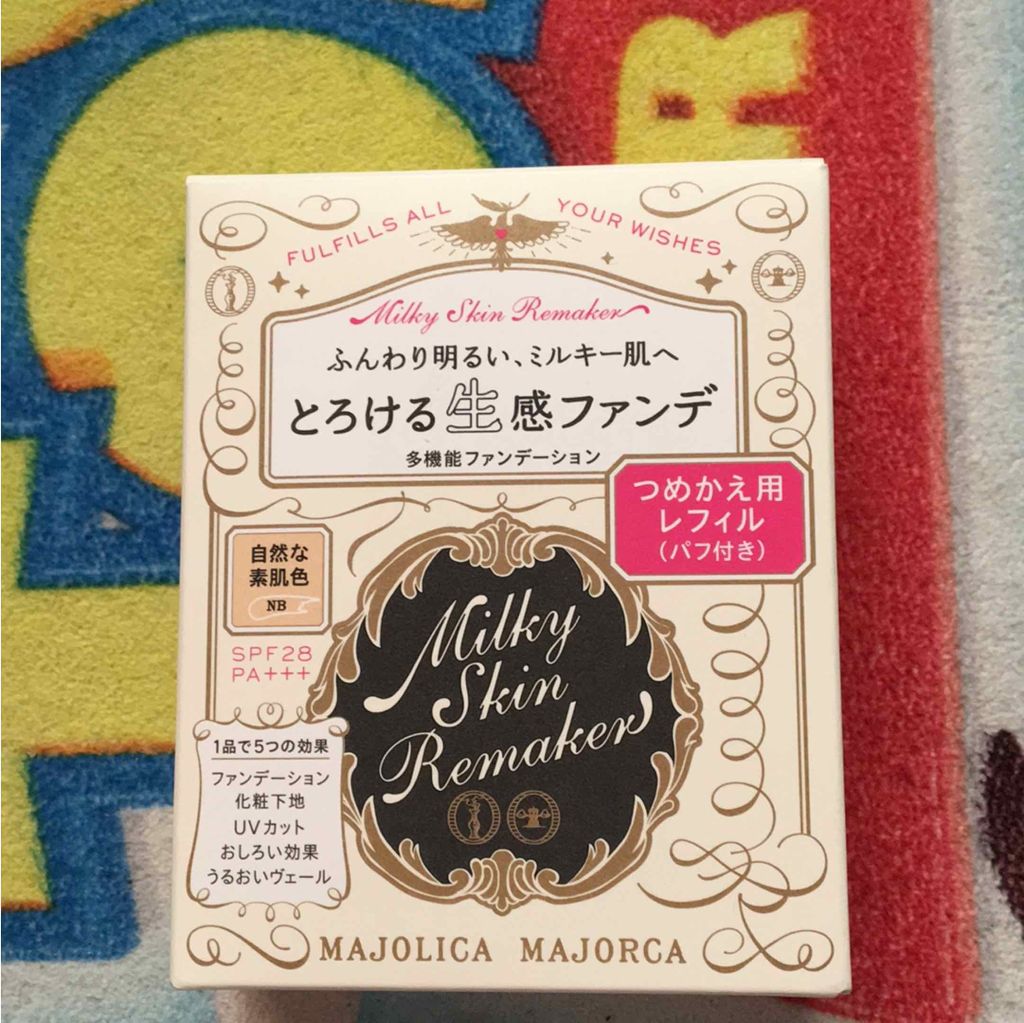 FULFILLS ALL YOUR WISHES
Milky Skin Remaker
ふんわり明るい、ミルキー肌へ
とろける生感ファンデ
多機能ファンデーション
つめかえ用
レフィル
(パフ付き)
自然な
素肌色
NB
SPF28
PA+++
Milky
Skin
Remaker
1品で5つの効果
ファンデーション
化粧下地
UVカット
おしろい効果
うるおいヴェール
MAJOLICA MAJORCA
R